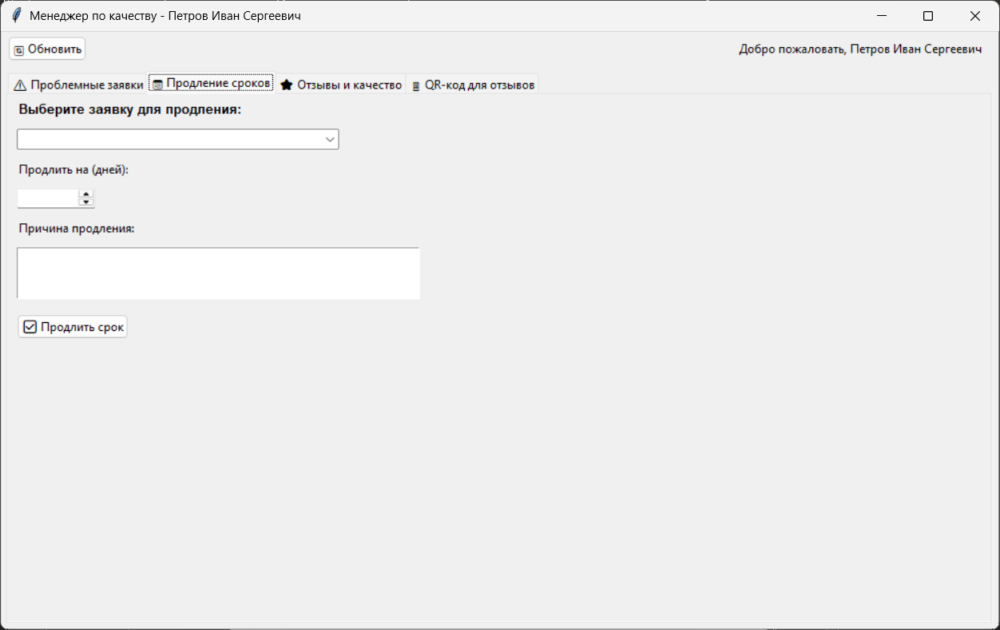 Менеджер по качеству - Петров Иван Сергеевич
Обновить
Добро пожаловать, Петров Иван Сергеевич
Проблемные заявки
Продление сроков
Отзывы и качество
QR-код для отзывов
Выберите заявку для продления:
Продлить на (дней):
Причина продления:
Продлить срок